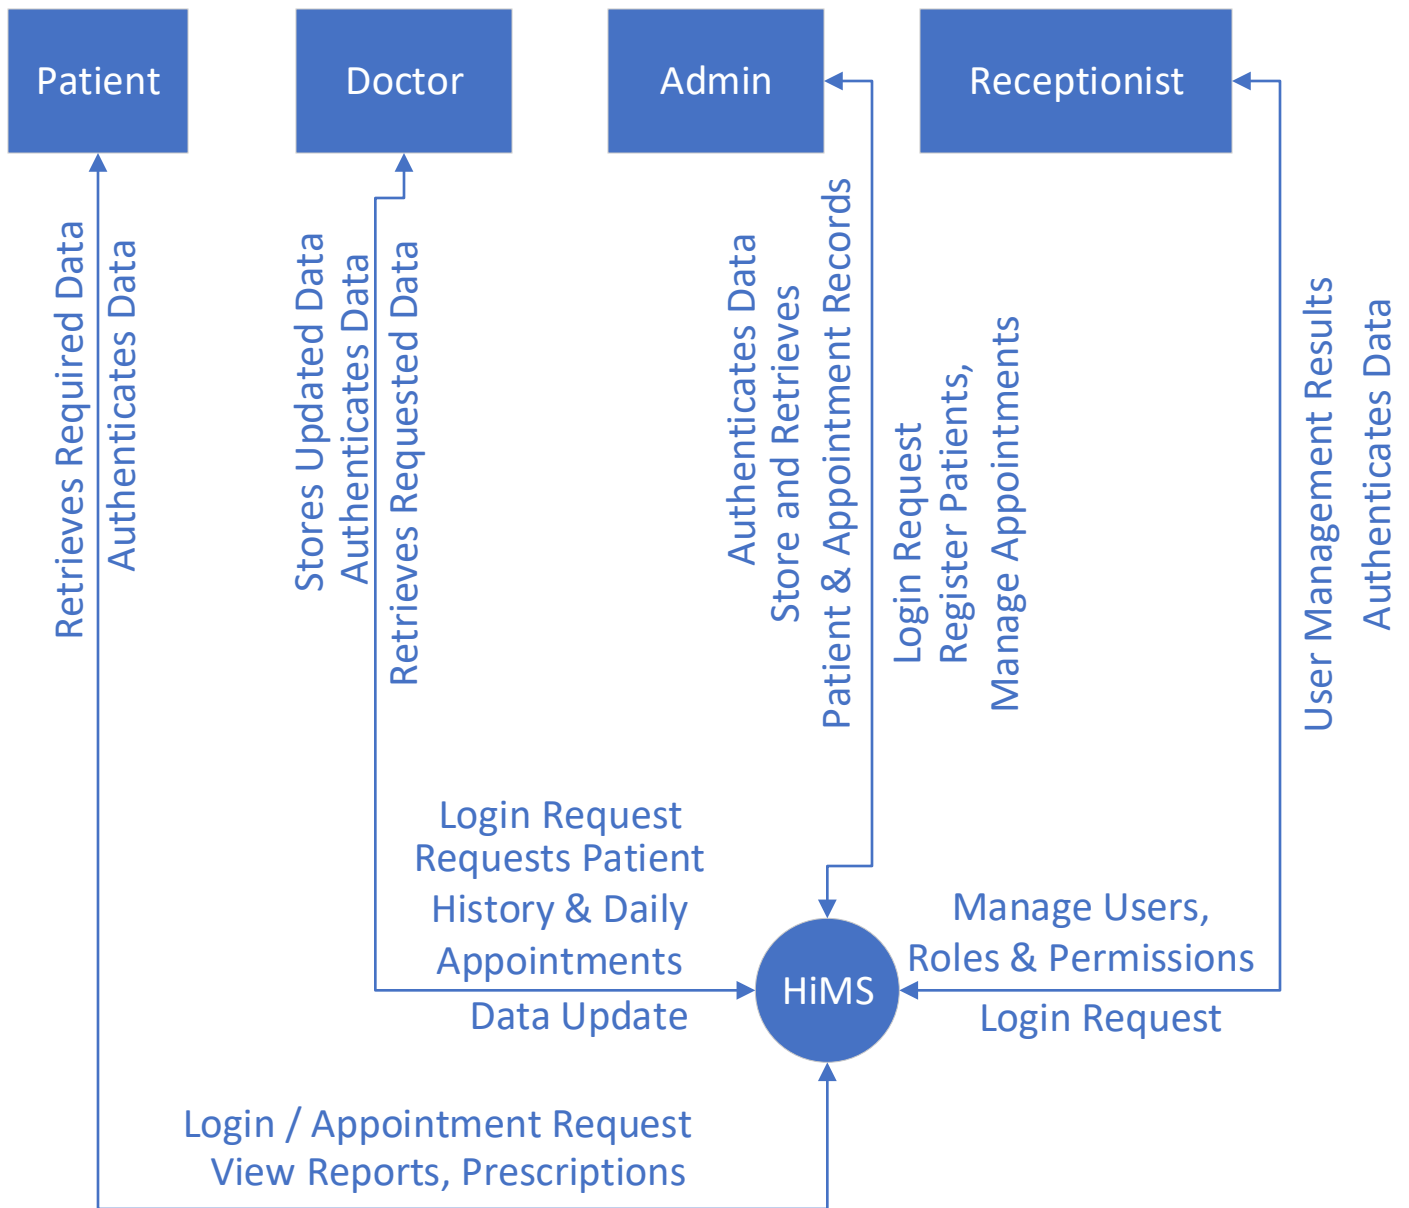 Patient
Doctor
Admin
Receptionist
Retrieves Required Data
Authenticates Data
Stores Updated Data
Authenticates Data
Retrieves Requested Data
Authenticates Data
Store and Retrieves
Patient & Appointment Records
Login Request
Register Patients,
Manage Appointments
User Management Results
Authenticates Data
Login Request
Requests Patient
History & Daily
Appointments
Data Update
HiMS
Manage Users,
Roles & Permissions
Login Request
Login / Appointment Request
View Reports, Prescriptions